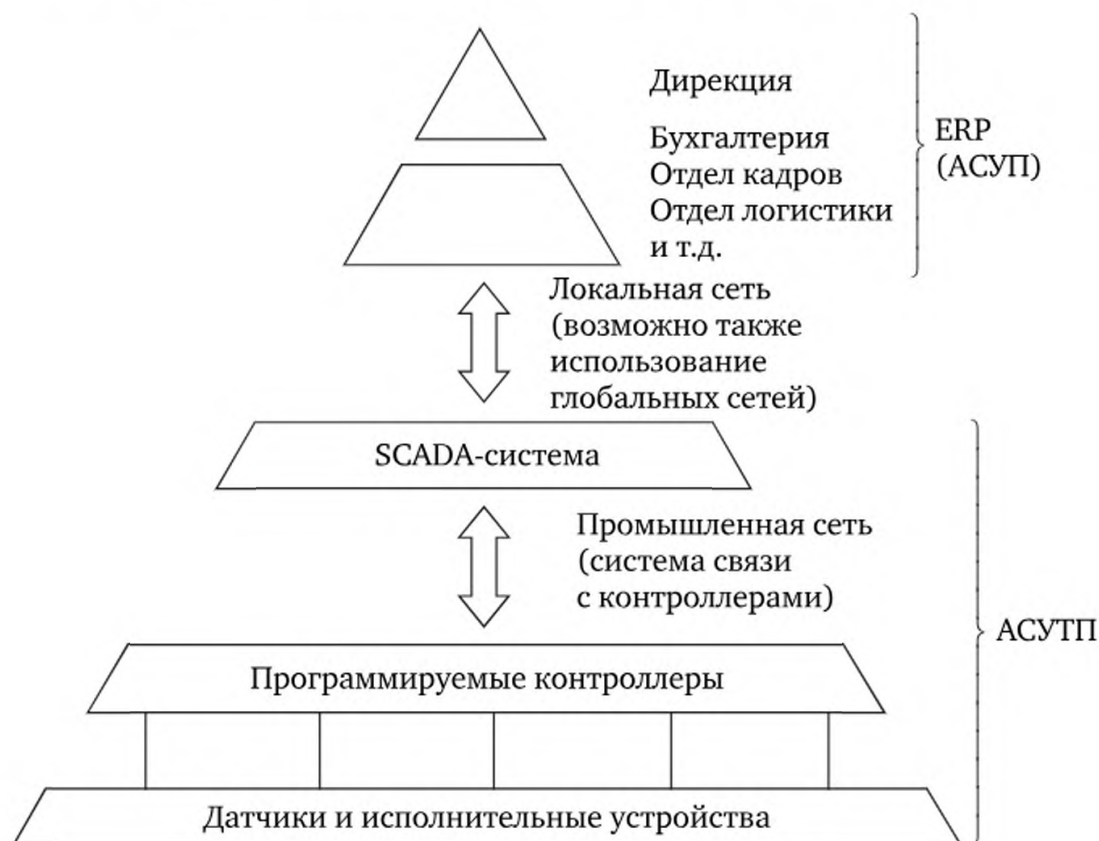 Дирекция
Бухгалтерия
Отдел кадров
Отдел логистики
и т.д.
ERP
(АСУП)
Локальная сеть
(возможно также
использование
глобальных сетей)
SCADA-система
Промышленная сеть
(система связи
с контроллерами)
АСУТП
Программируемые контроллеры
Датчики и исполнительные устройства